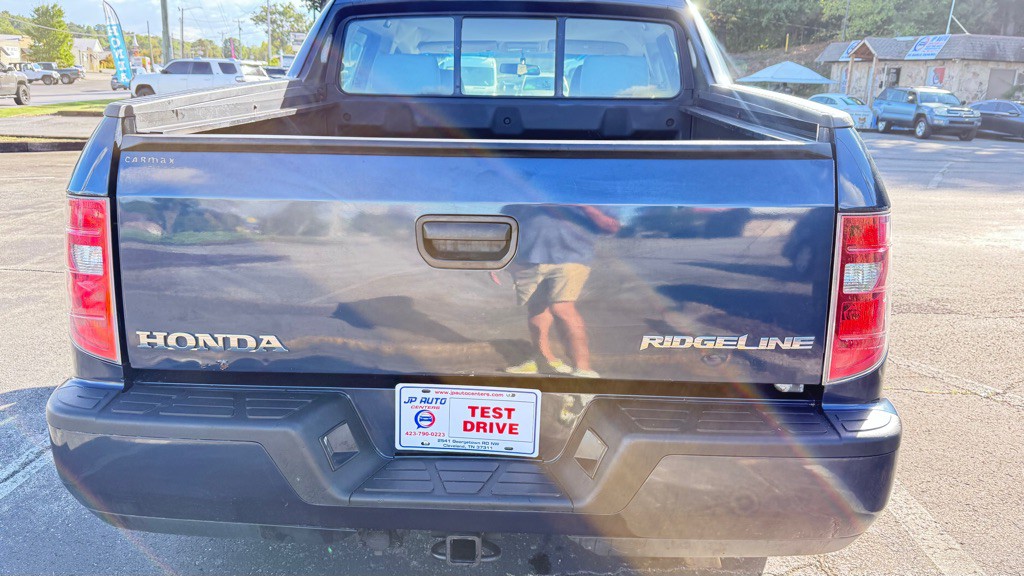 CARMAX
HONDA
RIDGELINE
www.jpautocenters.com
JP AUTO
CENTERS
423-790-0223
TEST
DRIVE
2541 Georgetown RD NW
Cleveland, TN 37311